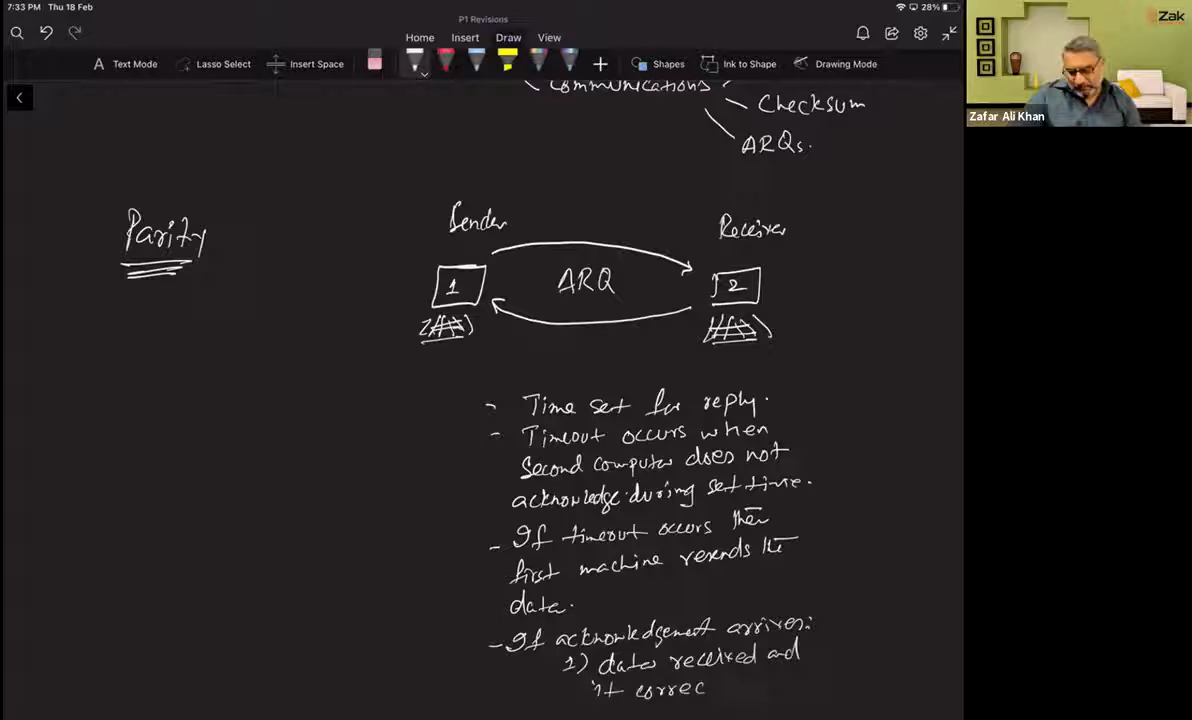 7:33 PM Thu 18 Feb
28%
P1 Revisions
Home Insert Draw View
Text Mode Lasso Select Insert Space Shapes Ink to Shape Drawing Mode
Zak
Zafar Ali Khan
Communications
Checksum
ARQs.
Parity
Sender
Receiver
1 ARQ 2
- Time set for reply.
- Timeout occurs when
second computer does not
acknowledge during set time.
- If timeout occurs then
first machine resends the
data.
- If acknowledgement arrives:
1) data received and
it correc